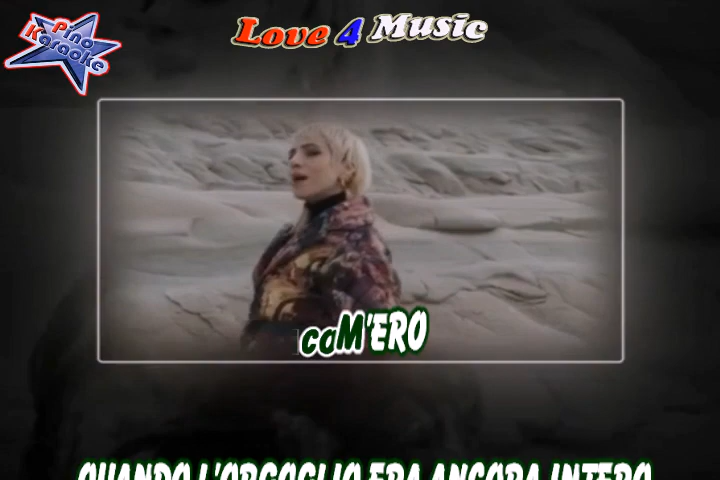 Pino
Karaoke
Love 4 Music
coM'ERO
QUANDO L'ORGOGLIO ERA ANCORA INTERO